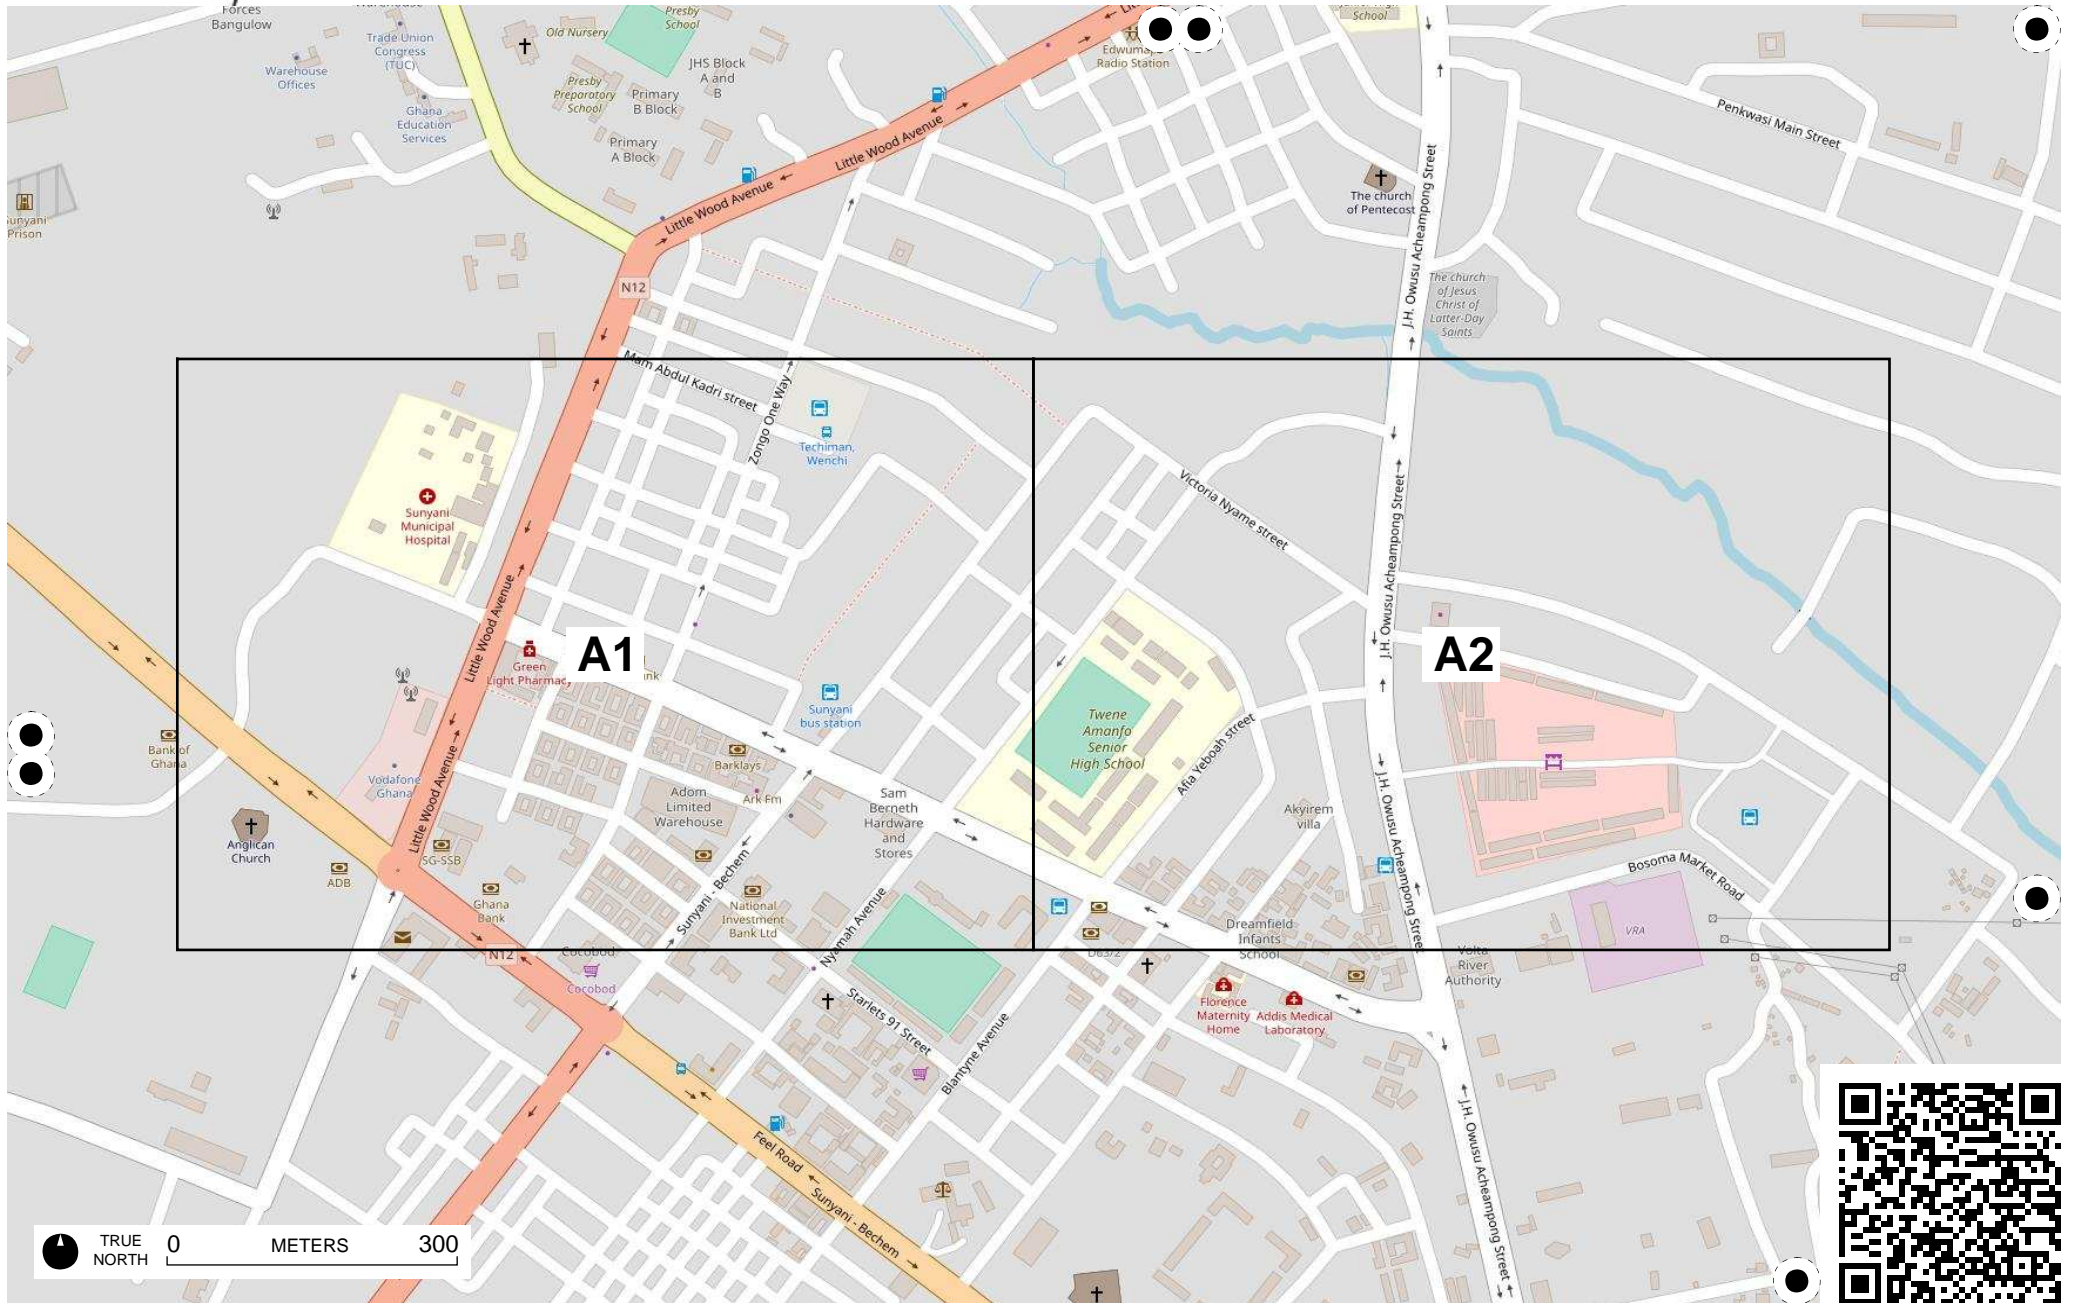 Forces
Bangulow
Trade Union
Congress
(TUC)
Warehouse
Offices
Ghana
Education
Services
Old Nursery
Presby
School
Presby
Preparatory
School
JHS Block
A and
B
Primary
B Block
Primary
A Block
Edwuma
Radio Station
School
Little Wood Avenue
Little Wood Avenue
Penkwasi Main Street
The church
of Pentecost
J.H. Owusu Acheampong Street
The church
of Jesus
Christ of
Latter-Day
Saints
Sunyani
Prison
N12
Mam Abdul Kadri street
Zongo One Way
Techiman,
Wenchi
Victoria Nyame street
J.H. Owusu Acheampong Street
Sunyani
Municipal
Hospital
Little Wood Avenue
Green
Light Pharmacy
A1
A2
Sunyani
bus station
Twene
Amanfo
Senior
High School
Afia Yeboah street
Bank of
Ghana
Vodafone
Ghana
Little Wood Avenue
Barklays
Ark Fm
Adom
Limited
Warehouse
Sam
Berneth
Hardware
and
Stores
Akyirem
villa
J.H. Owusu Acheampong Street
Bosoma Market Road
Anglican
Church
ADB
SG-SSB
Ghana
Bank
Sunyani - Bechem
National
Investment
Bank Ltd
Nyamah Avenue
Dreamfield
Infants
School
VRA
Volta
River
Authority
N12
Cocobod
Cocobod
D63/2
Starlets 91 Street
Blantyne Avenue
Florence
Maternity
Home
Addis Medical
Laboratory
Feel Road
Sunyani - Bechem
J.H. Owusu Acheampong Street
TRUE
NORTH
0 METERS 300